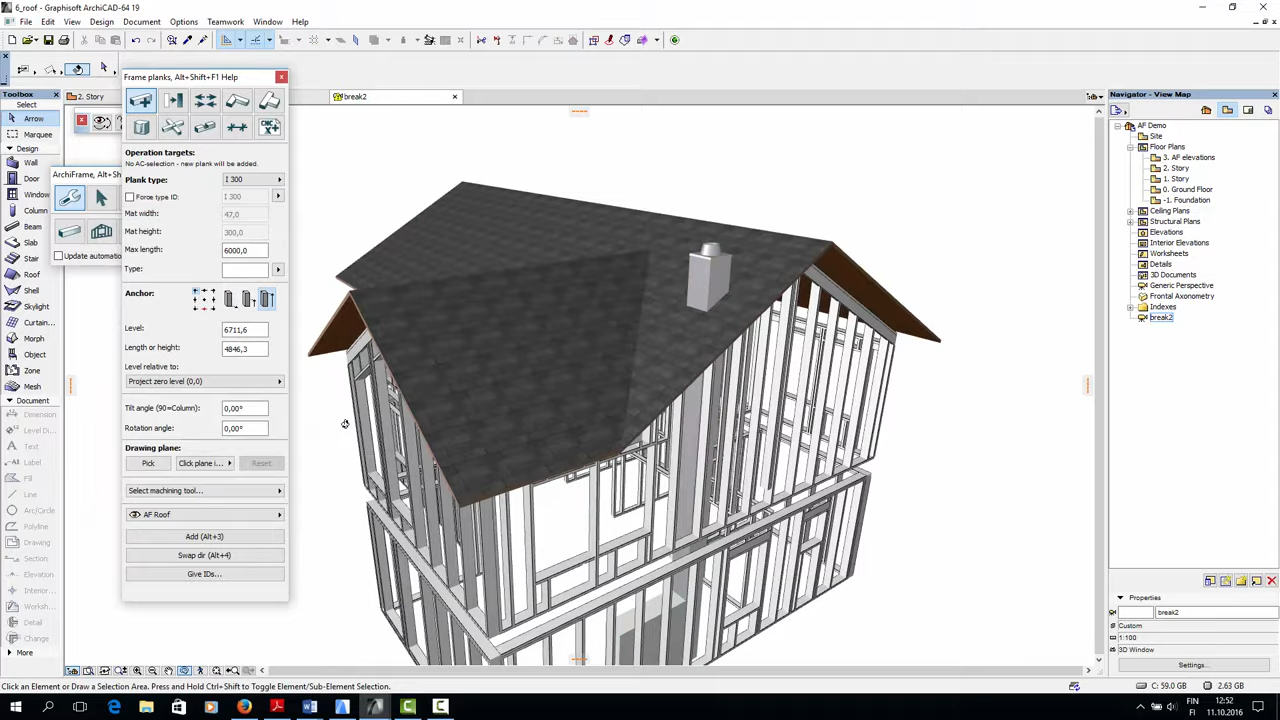 6_roof - Graphisoft ArchiCAD-64 19
File Edit View Design Document Options Teamwork Window Help
Toolbox
Select
Arrow
Marquee
Design
Wall
Door
Window
Column
Beam
Slab
Stair
Roof
Shell
Skylight
Curtain...
Morph
Object
Zone
Mesh
Document
Dimension
Level Di...
Text
Label
Fill
Line
Arc/Circle
Polyline
Drawing
Section
Elevation
Interior...
Worksh...
Detail
Change
More
2. Story
ArchiFrame, Alt+Sh
Update automatic
Frame planks, Alt+Shift+F1 Help
Operation targets:
No AC-selection - new plank will be added.
Plank type: I 300
Force type ID: I 300
Mat width: 47,0
Mat height: 300,0
Max length: 6000,0
Type:
Anchor:
Level: 6711,6
Length or height: 4846,3
Level relative to:
Project zero level (0,0)
Tilt angle (90=Column): 0,00°
Rotation angle: 0,00°
Drawing plane:
Pick Click plane i... Reset
Select machining tool...
AF Roof
Add (Alt+3)
Swap dir (Alt+4)
Give IDs...
break2
Navigator - View Map
AF Demo
Site
Floor Plans
3. AF elevations
2. Story
1. Story
0. Ground Floor
-1. Foundation
Ceiling Plans
Structural Plans
Elevations
Interior Elevations
Worksheets
Details
3D Documents
Generic Perspective
Frontal Axonometry
Indexes
break2
Properties
break2
Custom
1:100
3D Window
Settings...
Click an Element or Draw a Selection Area. Press and Hold Ctrl+Shift to Toggle Element/Sub-Element Selection.
C: 59.0 GB 2.63 GB
FIN 12:52
FI 11.10.2016